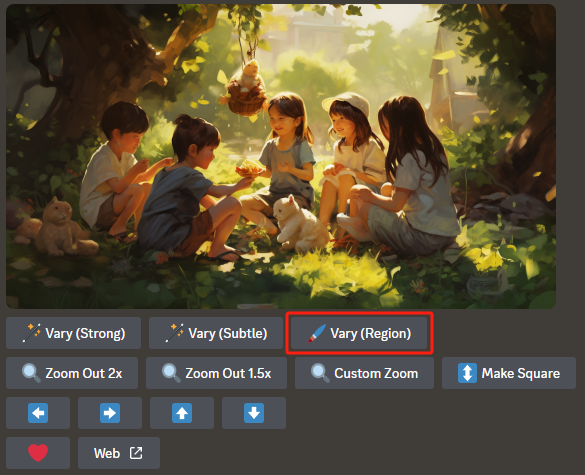 Vary (Strong) Vary (Subtle) Vary (Region)
Zoom Out 2x Zoom Out 1.5x Custom Zoom Make Square
Web